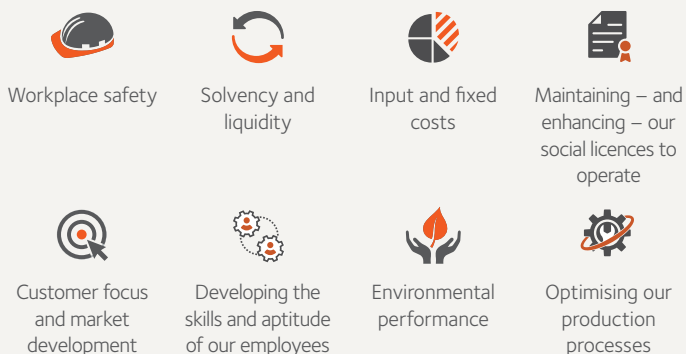 Workplace safety
Solvency and
liquidity
Input and fixed
costs
Maintaining – and
enhancing – our
social licences to
operate
Customer focus
and market
development
Developing the
skills and aptitude
of our employees
Environmental
performance
Optimising our
production
processes